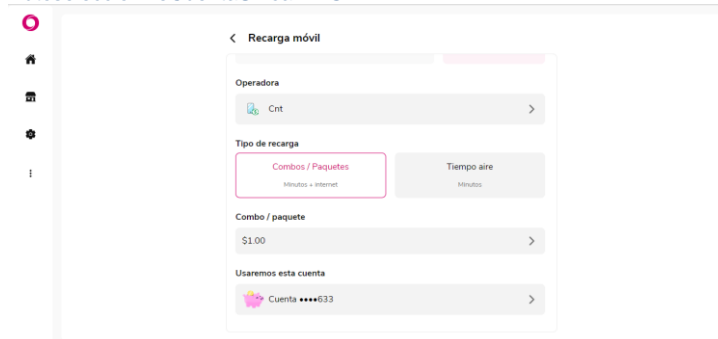 Recarga móvil
Operadora
Cnt
Tipo de recarga
Combos / Paquetes
Minutos + internet
Tiempo aire
Minutos
Combo / paquete
$1.00
Usaremos esta cuenta
Cuenta ••••633